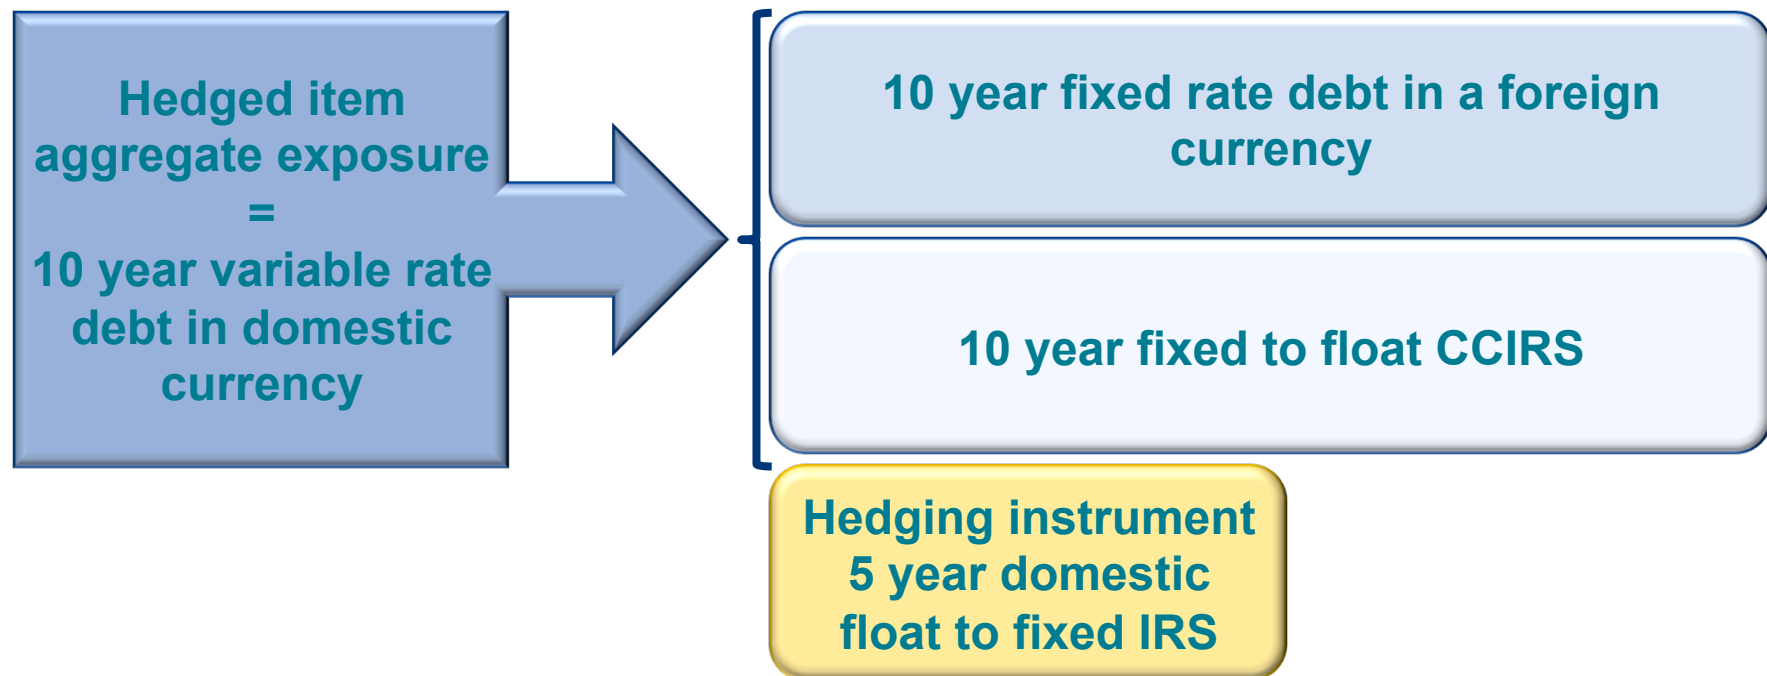 Hedged item
aggregate exposure
=
10 year variable rate
debt in domestic
currency
10 year fixed rate debt in a foreign
currency
10 year fixed to float CCIRS
Hedging instrument
5 year domestic
float to fixed IRS